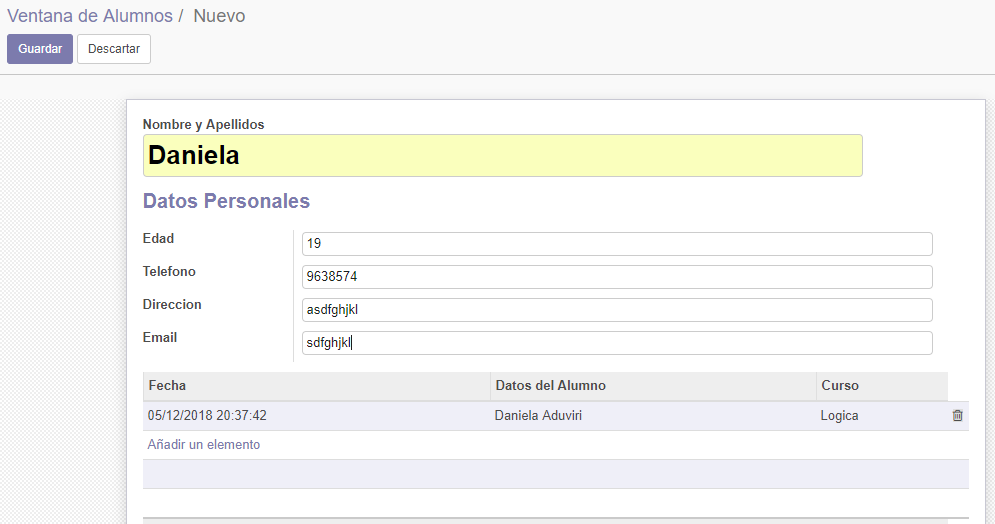 Ventana de Alumnos / Nuevo
Guardar Descartar
Nombre y Apellidos
Daniela
Datos Personales
Edad 19
Telefono 9638574
Direccion asdfghjkl
Email sdfghjkl
Fecha Datos del Alumno Curso
05/12/2018 20:37:42 Daniela Aduviri Logica
Añadir un elemento